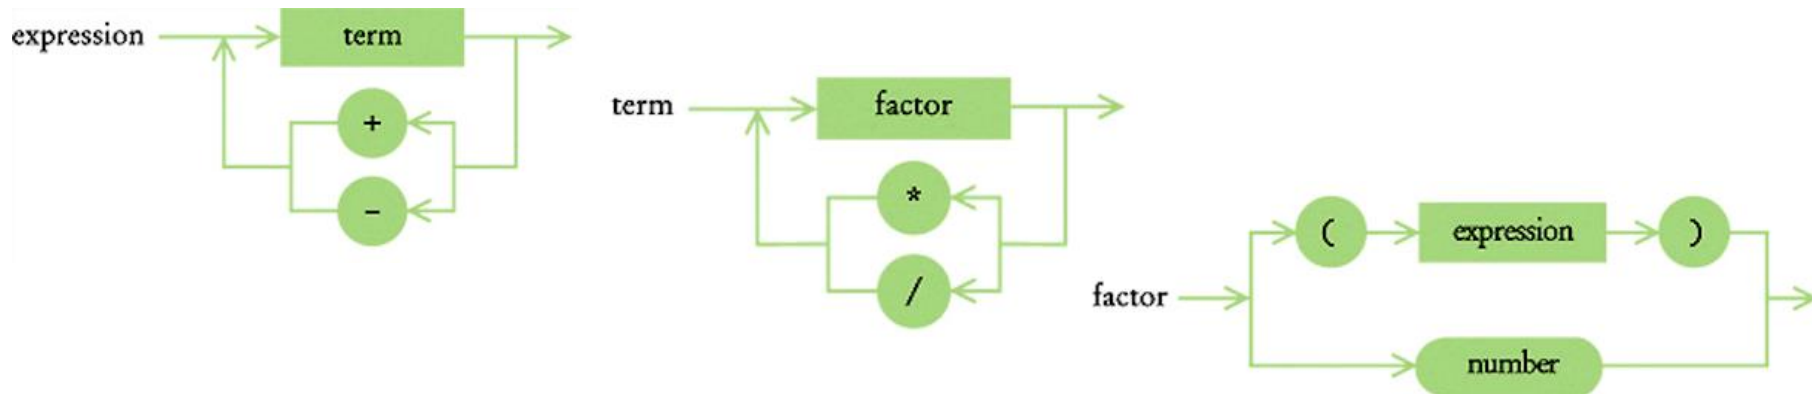 expression
term
+
-
term
factor
*
/
factor
(
expression
)
number